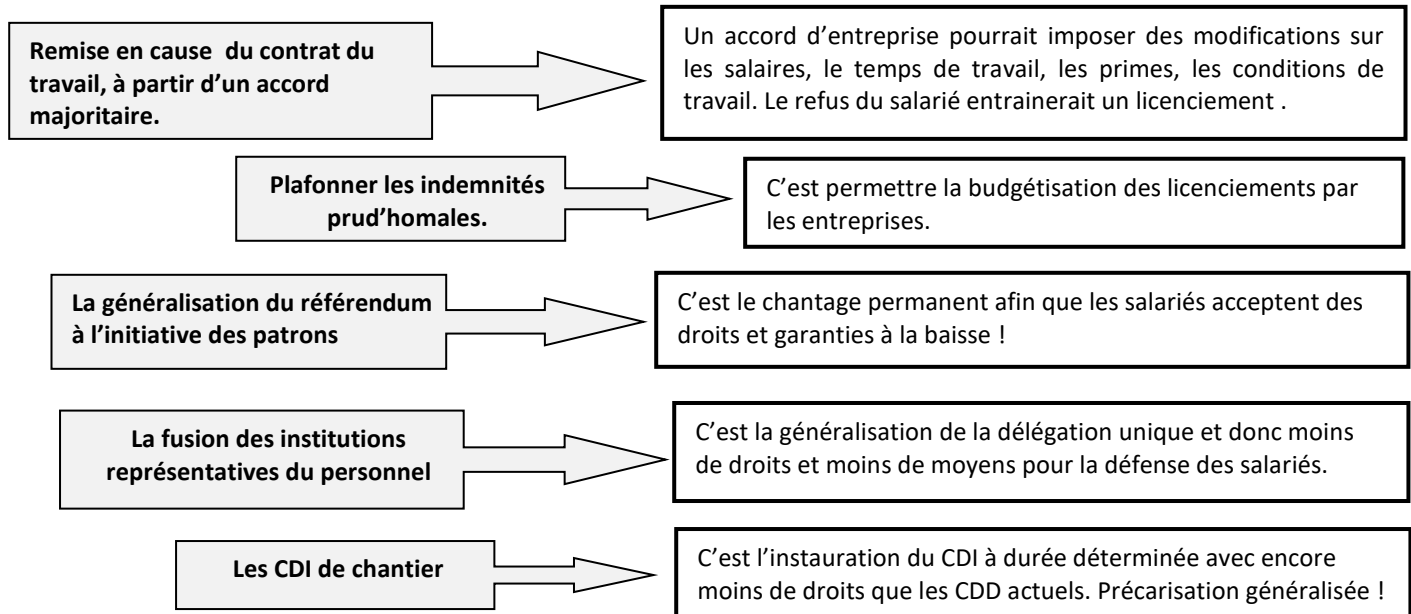 Remise en cause du contrat du
travail, à partir d'un accord
majoritaire.
Un accord d'entreprise pourrait imposer des modifications sur
les salaires, le temps de travail, les primes, les conditions de
travail. Le refus du salarié entrainerait un licenciement .
Plafonner les indemnités
prud'homales.
C'est permettre la budgétisation des licenciements par
les entreprises.
La généralisation du référendum
à l'initiative des patrons
C'est le chantage permanent afin que les salariés acceptent des
droits et garanties à la baisse !
La fusion des institutions
représentatives du personnel
C'est la généralisation de la délégation unique et donc moins
de droits et moins de moyens pour la défense des salariés.
Les CDI de chantier
C'est l'instauration du CDI à durée déterminée avec encore
moins de droits que les CDD actuels. Précarisation généralisée !